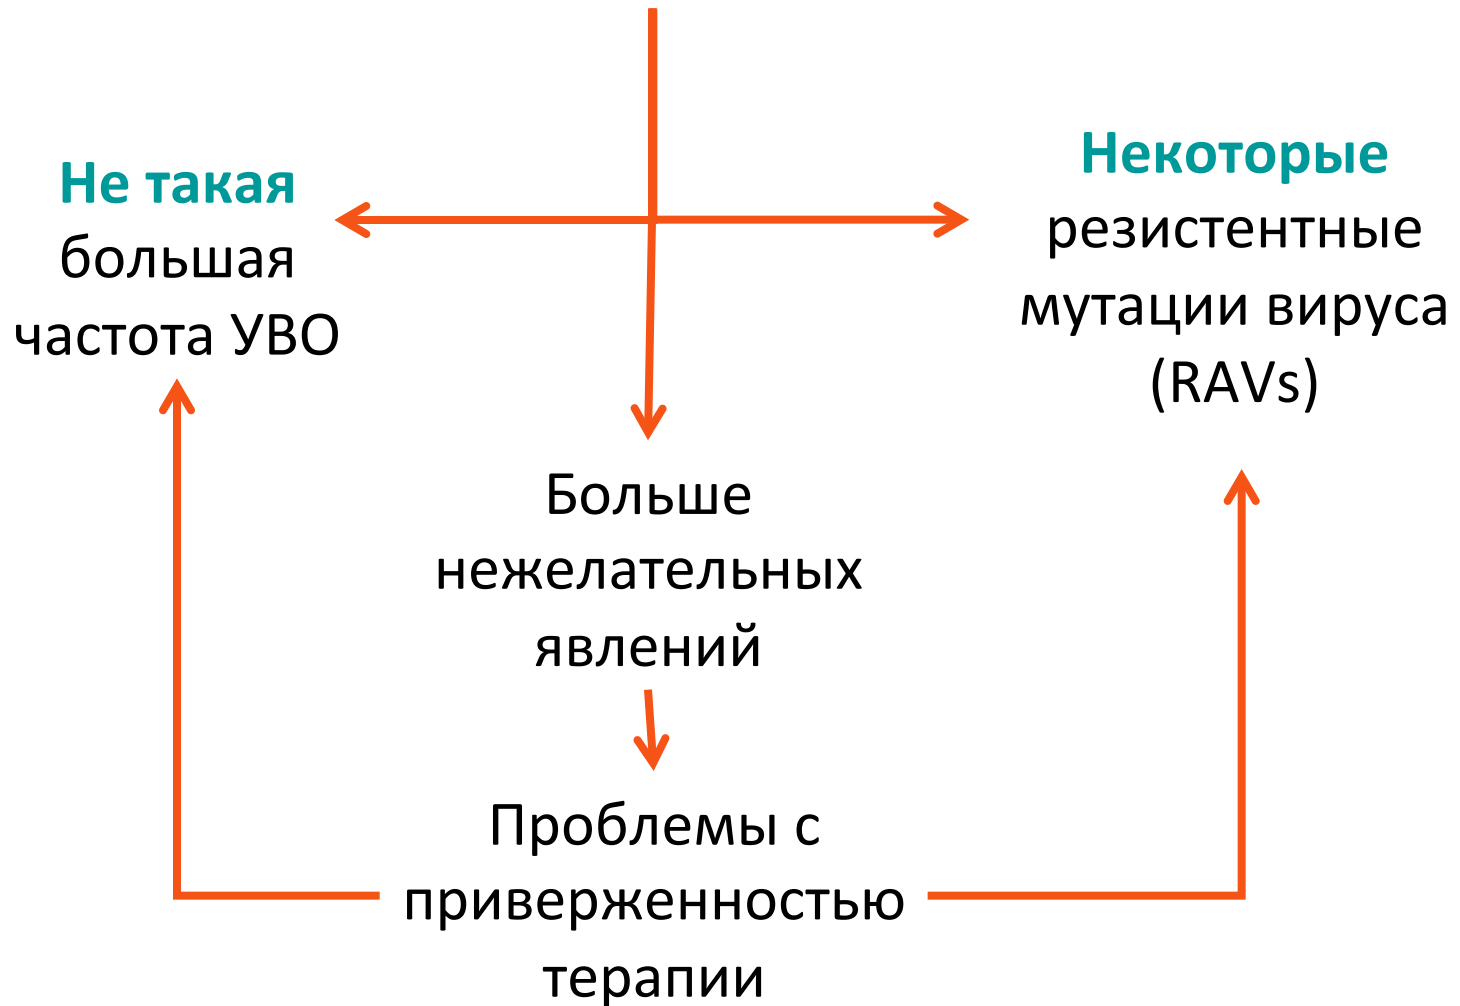 Не такая
большая
частота УВО
Некоторые
резистентные
мутации вируса
(RAVs)
Больше
нежелательных
явлений
Проблемы с
приверженностью
терапии